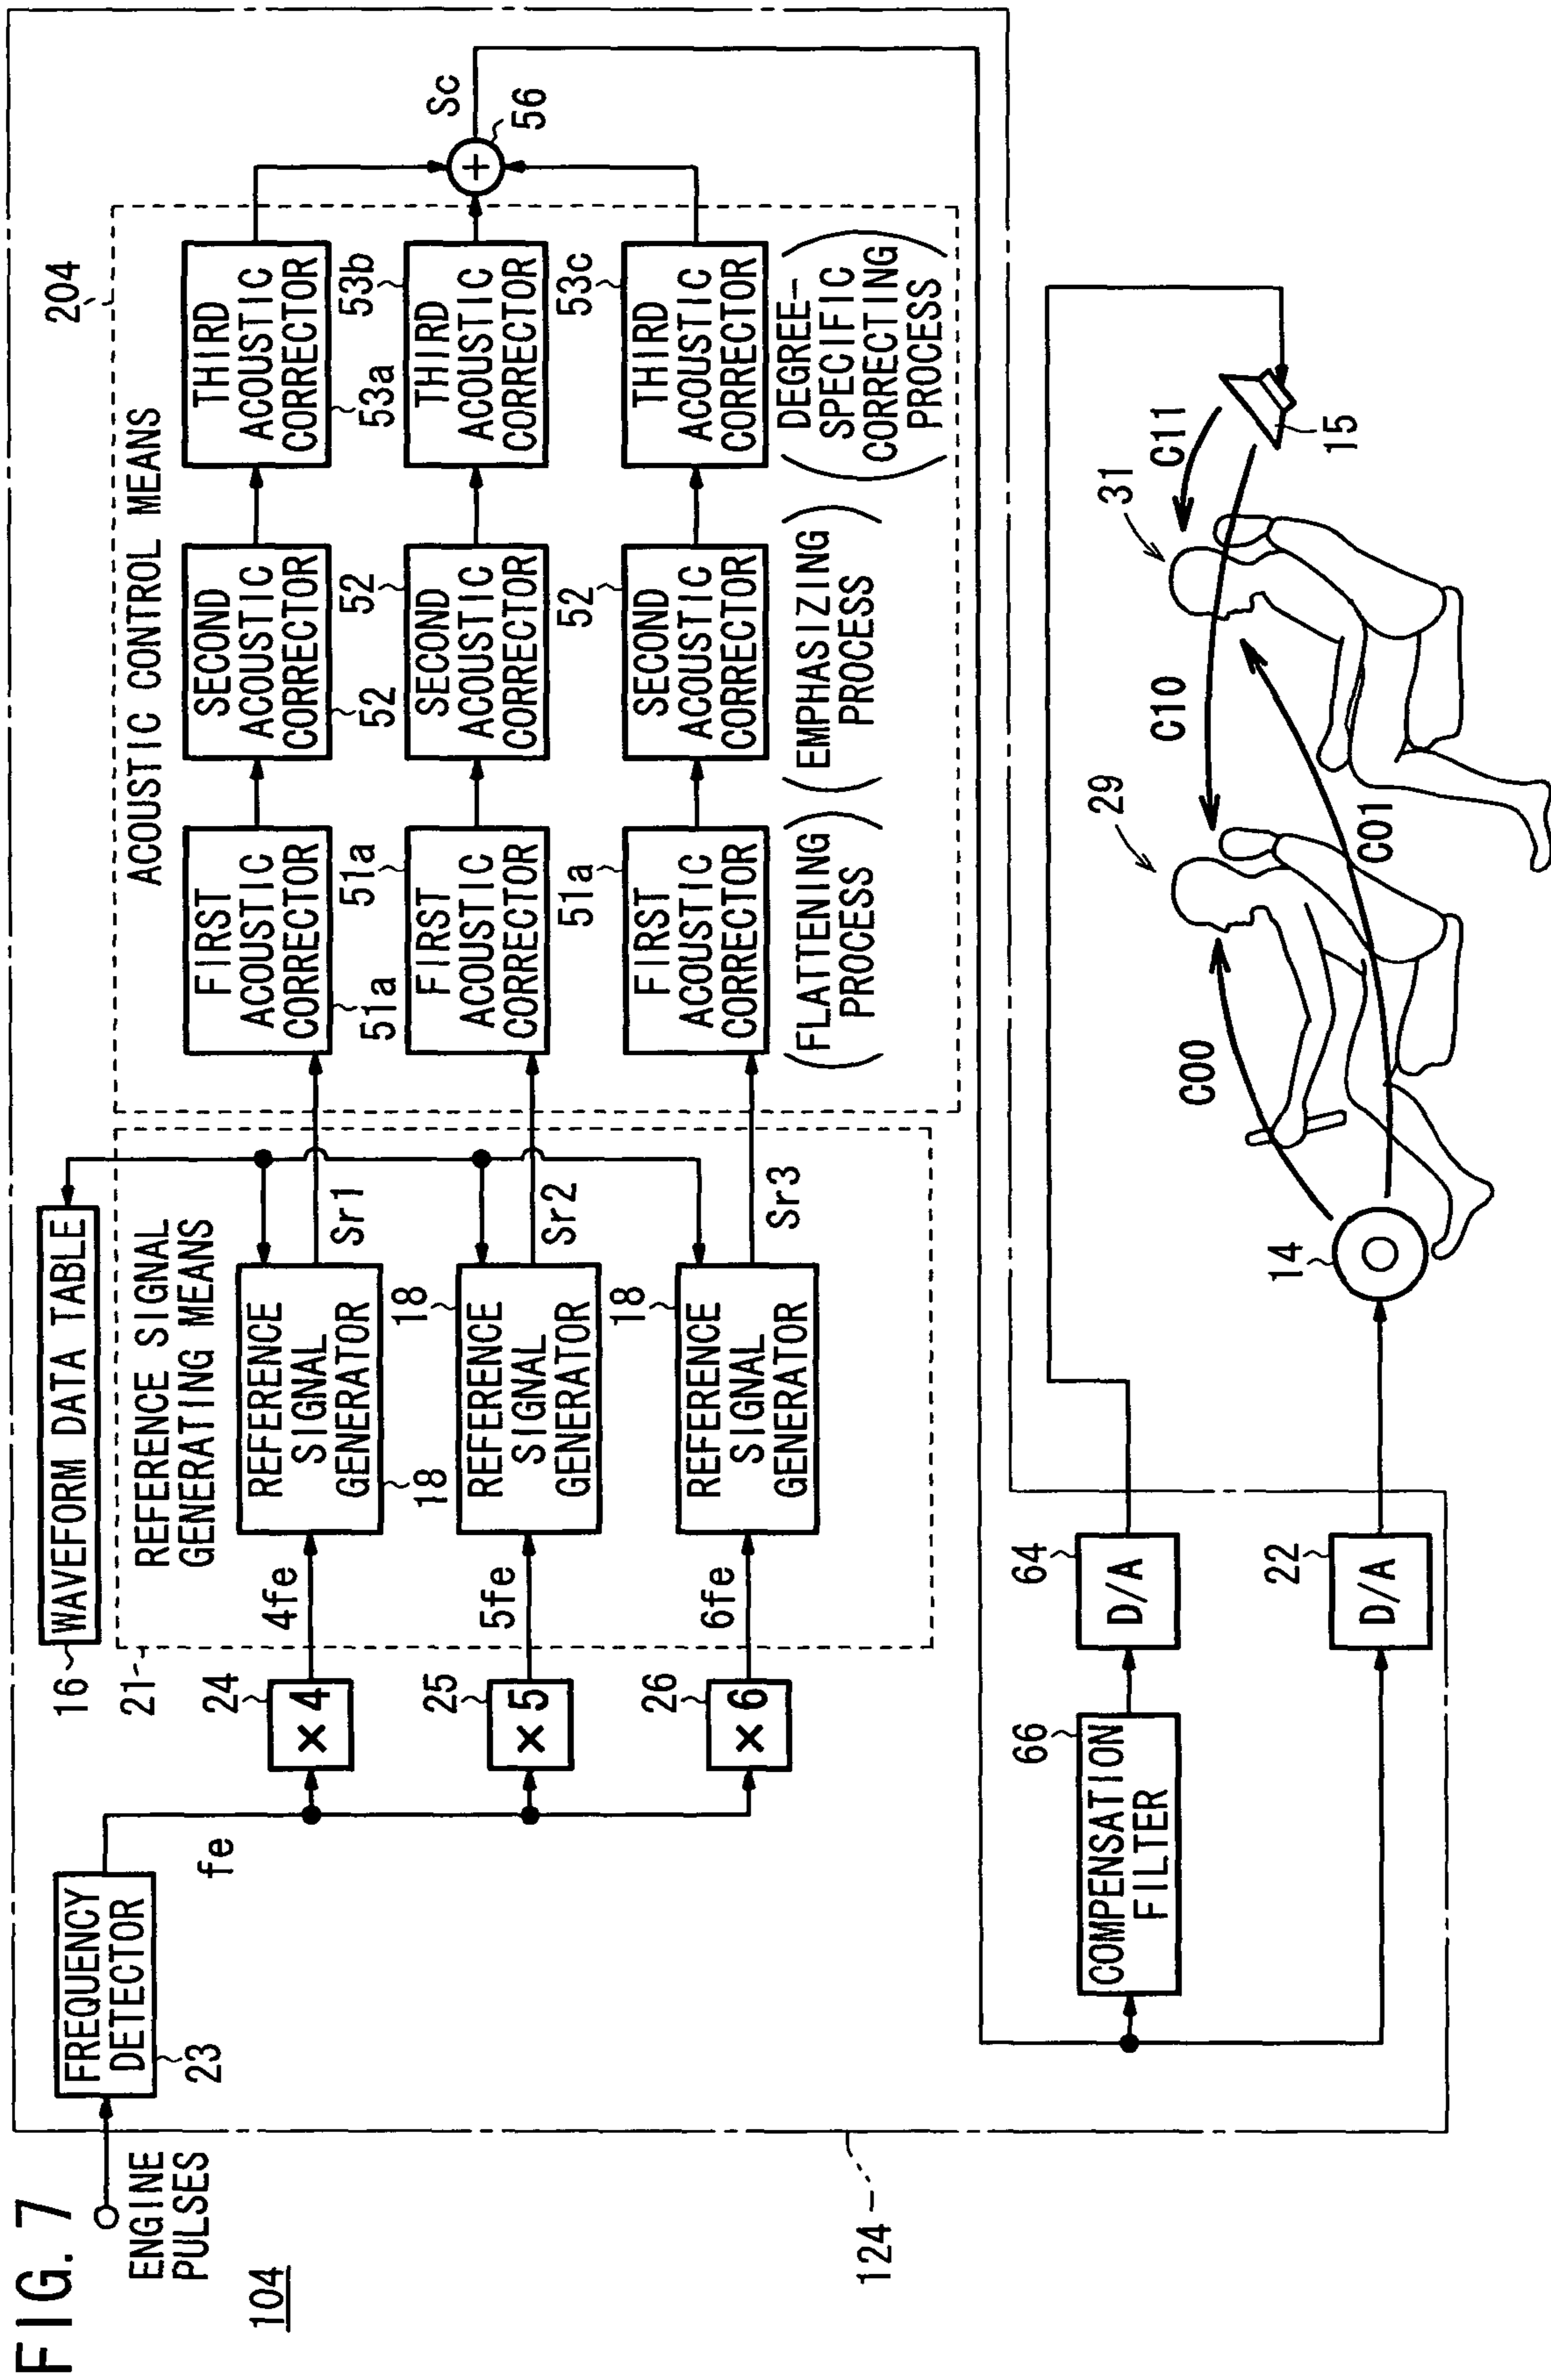 FIG. 7
104
ENGINE
PULSES
FREQUENCY
DETECTOR
23
fe
24
×4
25
×5
26
×6
4fe
5fe
6fe
16
WAVEFORM DATA TABLE
21
REFERENCE SIGNAL
GENERATING MEANS
REFERENCE
SIGNAL
GENERATOR
18
REFERENCE
SIGNAL
GENERATOR
18
REFERENCE
SIGNAL
GENERATOR
18
Sr1
Sr2
Sr3
204
ACOUSTIC CONTROL MEANS
FIRST
ACOUSTIC
CORRECTOR
51a
FIRST
ACOUSTIC
CORRECTOR
51a
FIRST
ACOUSTIC
CORRECTOR
51a
(FLATTENING
PROCESS)
SECOND
ACOUSTIC
CORRECTOR
52
SECOND
ACOUSTIC
CORRECTOR
52
SECOND
ACOUSTIC
CORRECTOR
52
(EMPHASIZING
PROCESS)
THIRD
ACOUSTIC
CORRECTOR
53a
THIRD
ACOUSTIC
CORRECTOR
53b
THIRD
ACOUSTIC
CORRECTOR
53c
(DEGREE-
SPECIFIC
CORRECTING
PROCESS)
+
Sc
56
124
66
COMPENSATION
FILTER
64
D/A
22
D/A
14
C00
29
C01
C10
31
C11
15